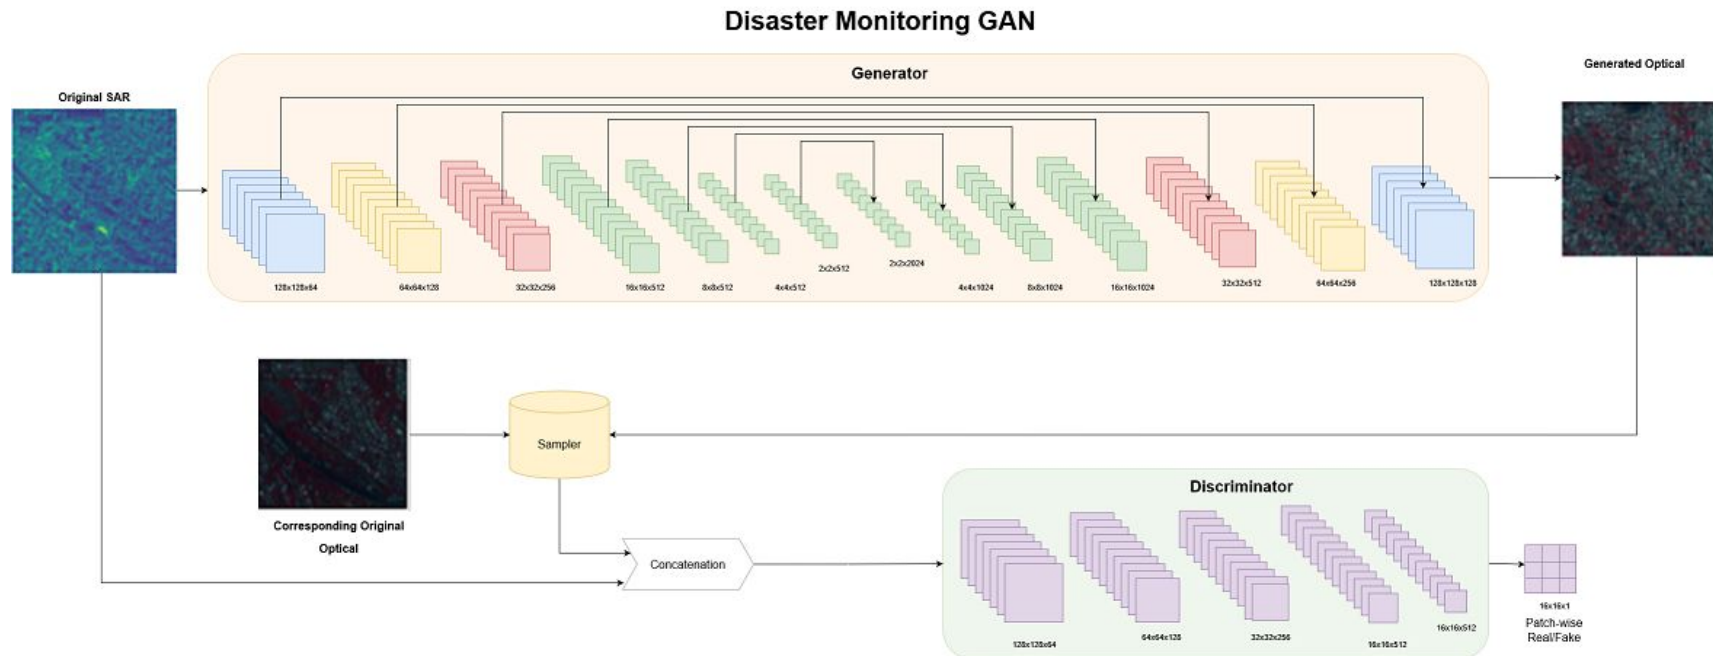 Disaster Monitoring GAN
Generator
Generated Optical
Original SAR
128x128x64
64x64x128
32x32x256
16x16x512
8x8x512
4x4x512
2x2x512
2x2x2024
4x4x1024
8x8x1024
16x16x1024
32x32x512
64x64x256
128x128x128
Sampler
Corresponding Original
Optical
Concatenation
Discriminator
128x128x64
64x64x128
32x32x256
16x16x512
16x16x512
16x16x1
Patch-wise
Real/Fake